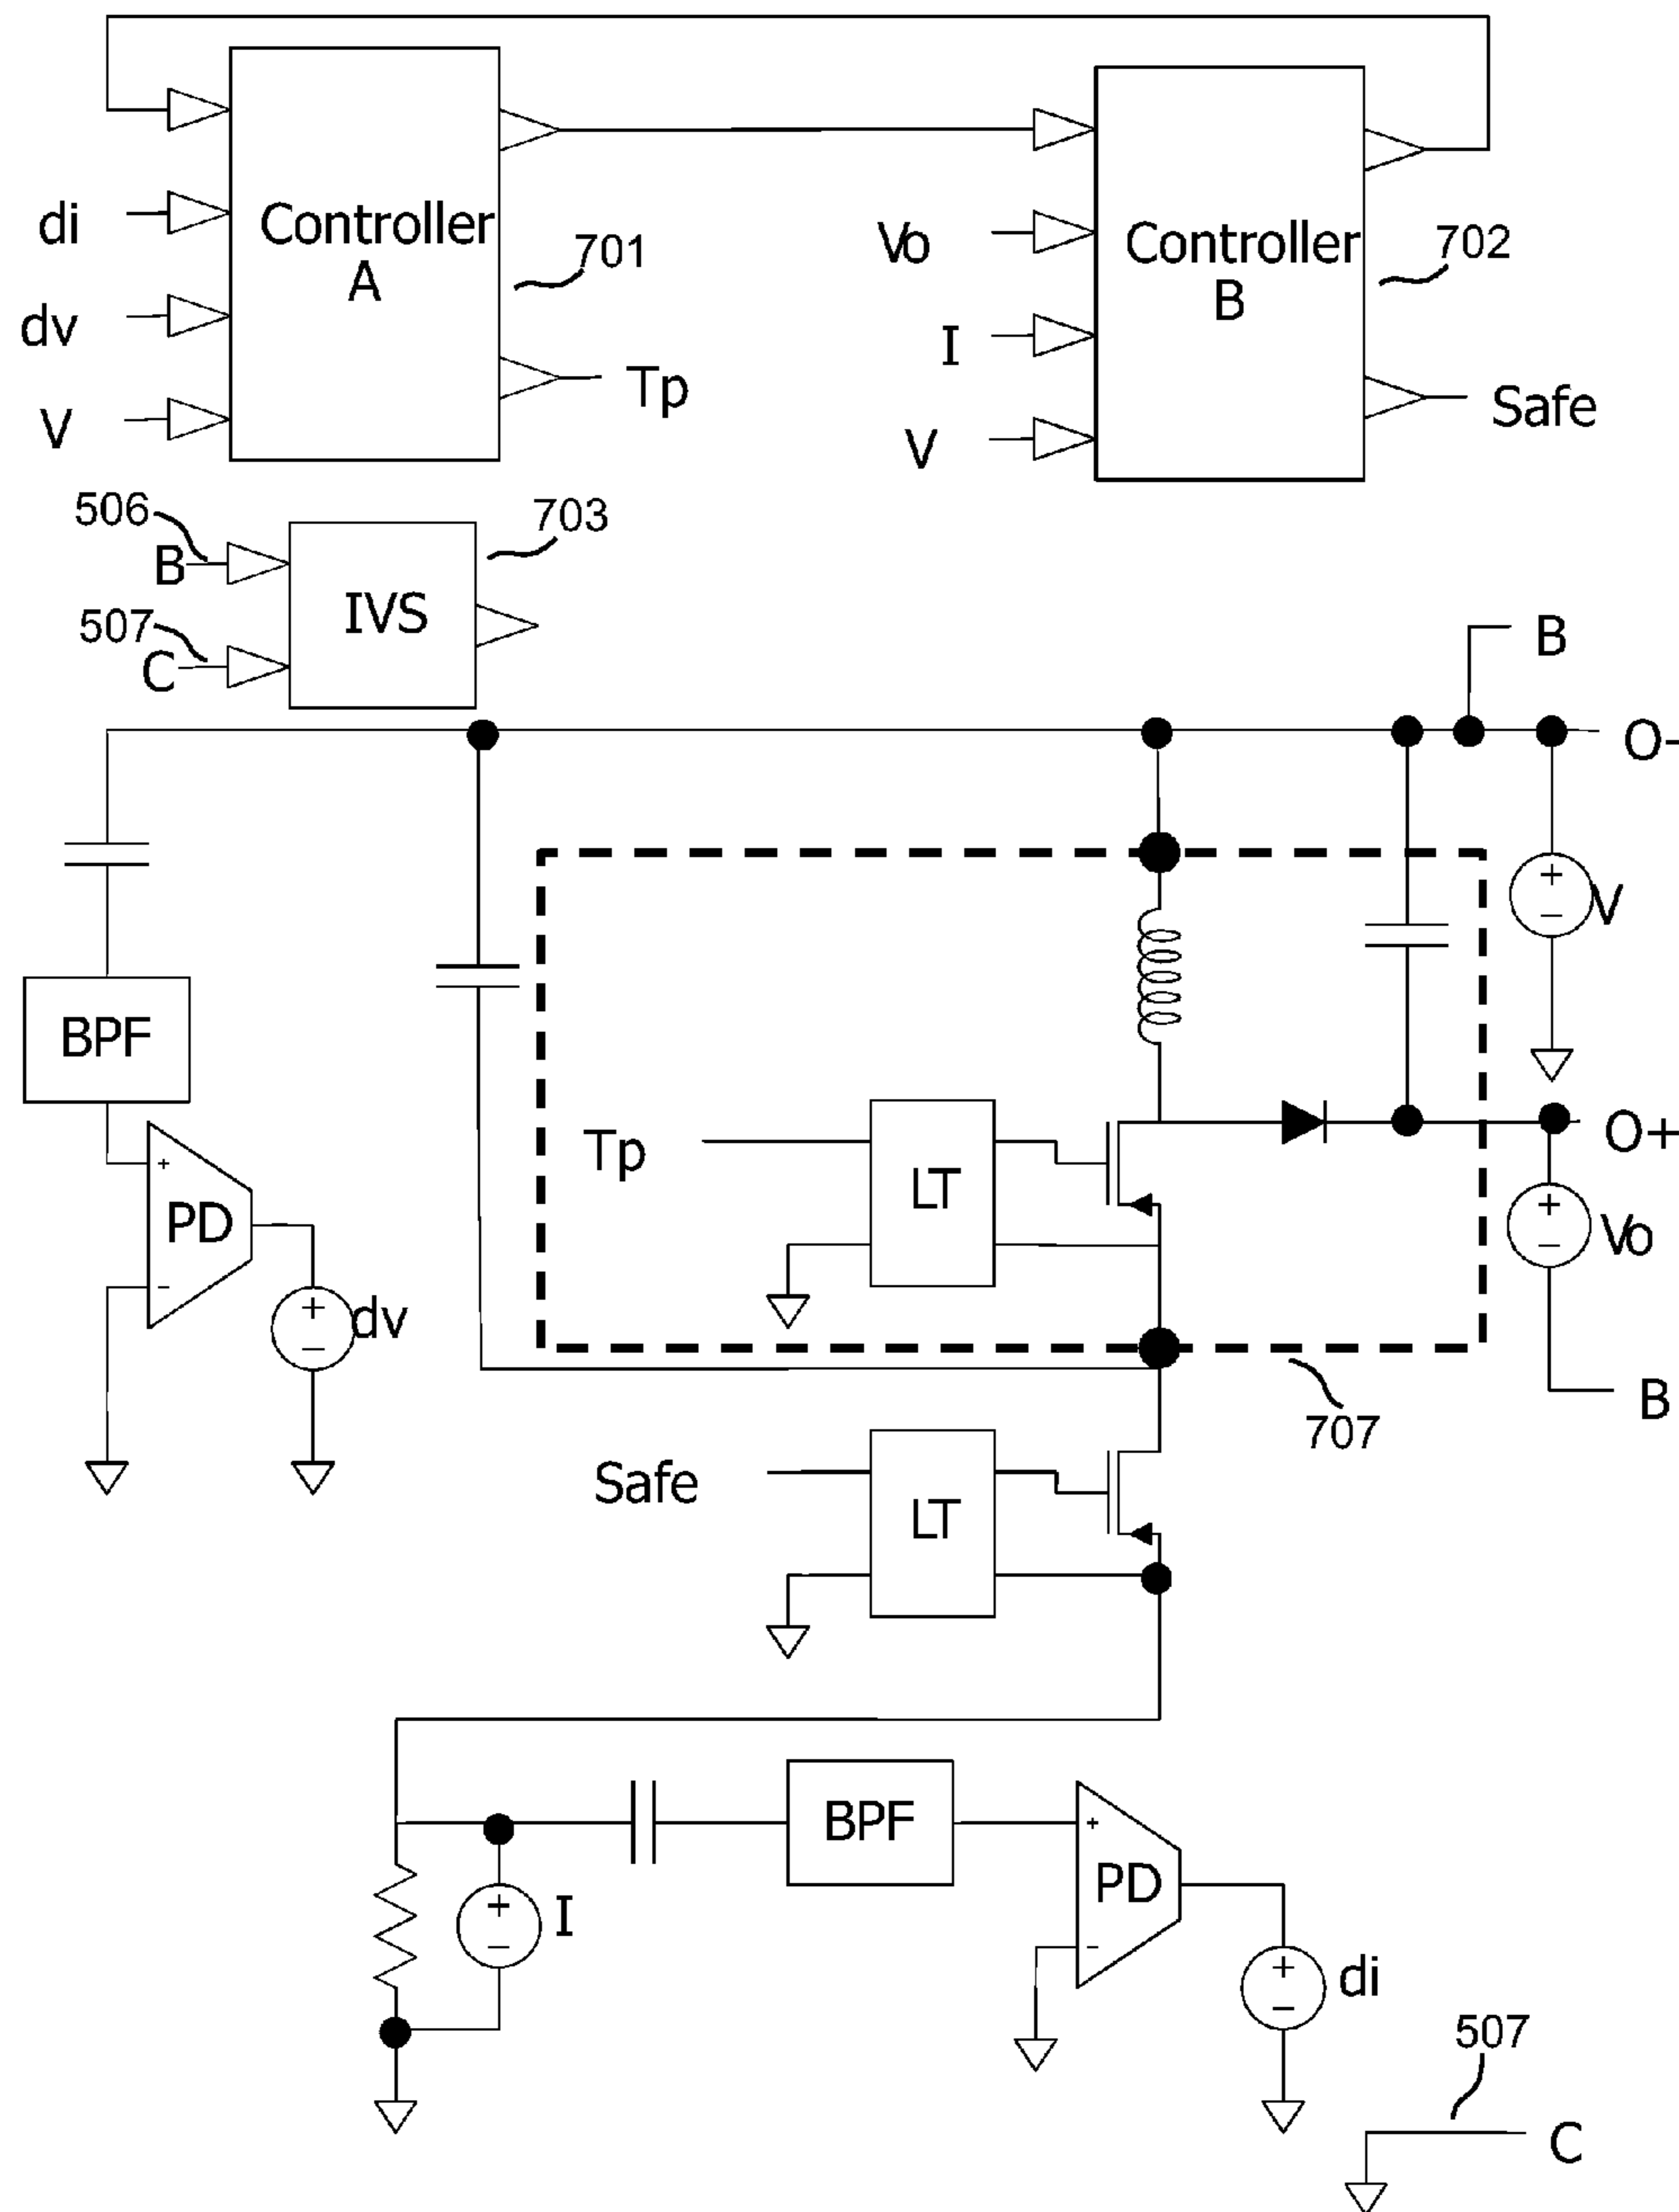 Controller
A
701
di
dv
V
Tp
Controller
B
702
Vo
I
V
Safe
506
B
507
C
IVS
703
B
O-
+
−
V
BPF
+
−
PD
+
−
dv
Tp
LT
O+
+
−
Vo
B
707
Safe
LT
+
−
I
BPF
+
−
PD
+
−
di
507
C